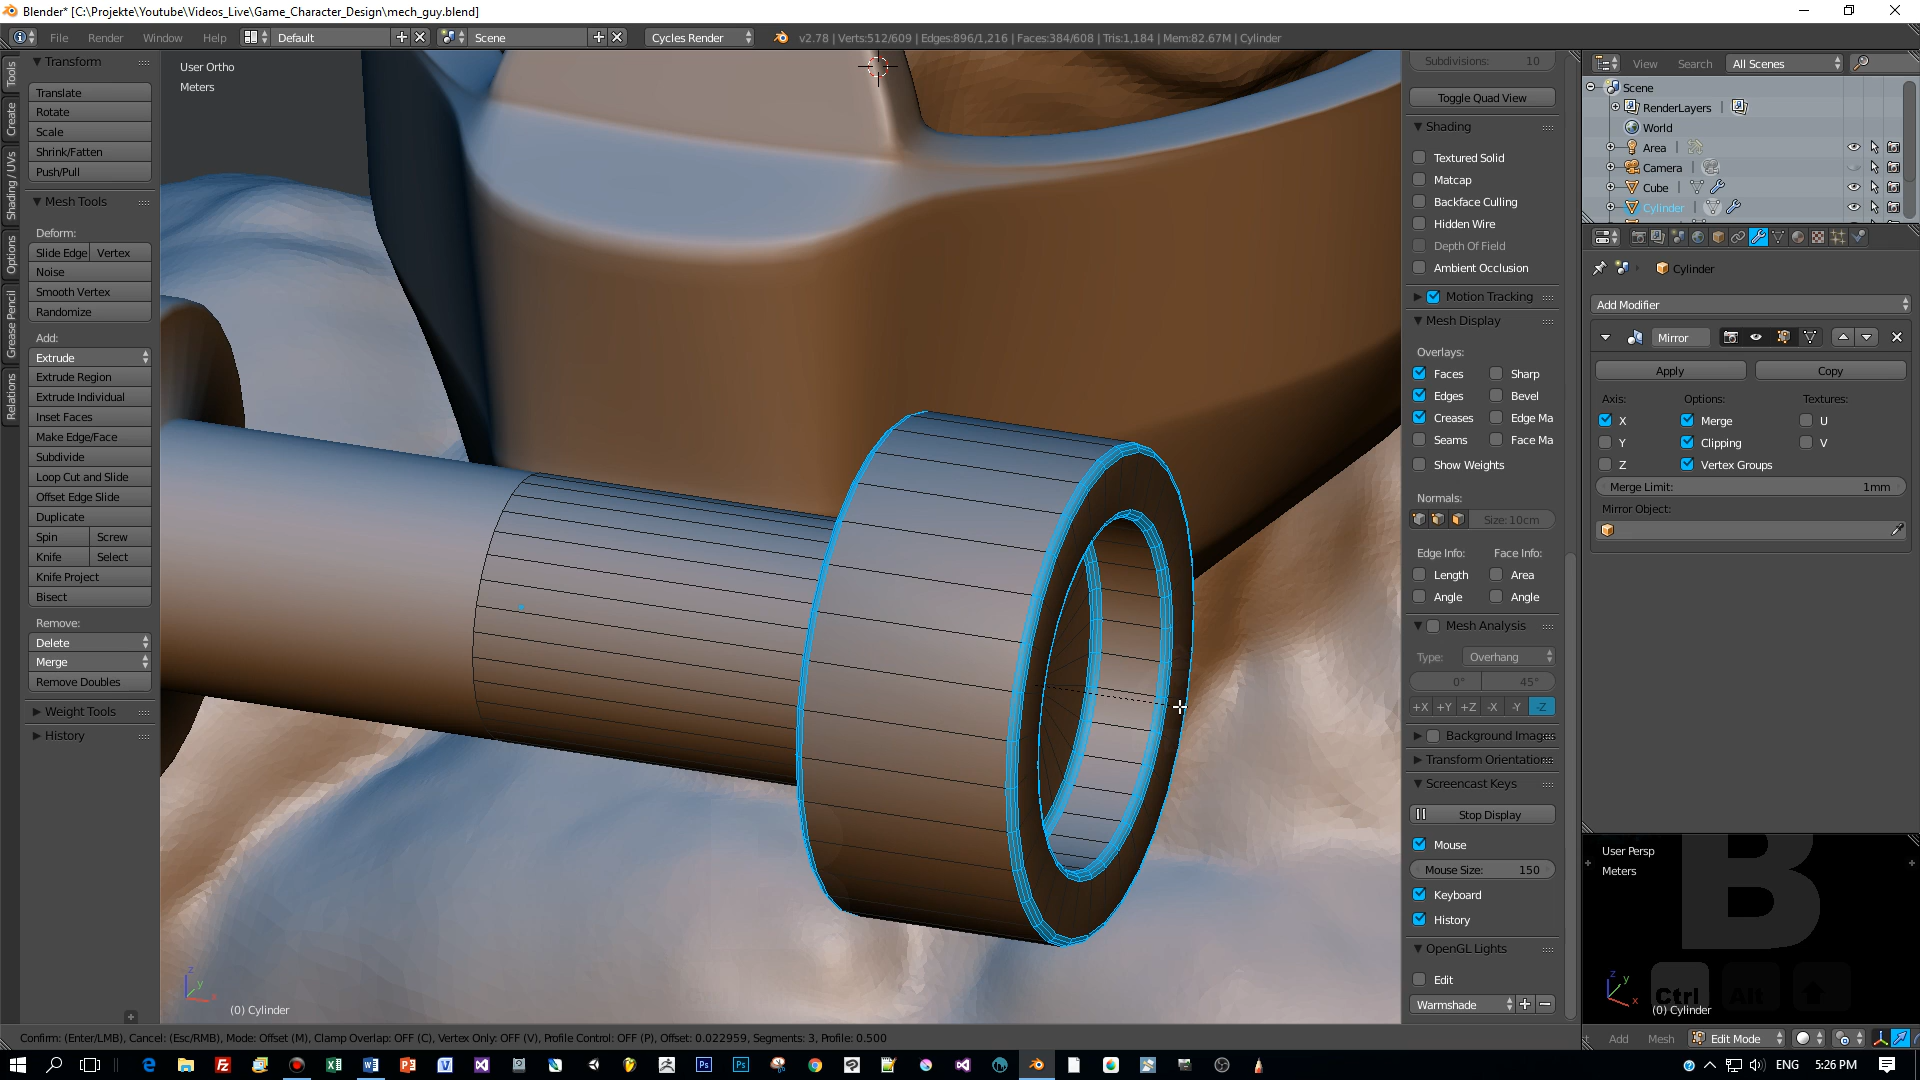 Blender* [C:\Projekte\Youtube\Videos_Live\Game_Character_Design\mech_guy.blend]
File Render Window Help Default Scene Cycles Render v2.78 | Verts:512/609 | Edges:896/1,216 | Faces:384/608 | Tris:1,184 | Mem:82.67M | Cylinder
Tools
Create
Shading / UVs
Options
Grease Pencil
Relations
Transform
Translate
Rotate
Scale
Shrink/Fatten
Push/Pull
Mesh Tools
Deform:
Slide Edge Vertex
Noise
Smooth Vertex
Randomize
Add:
Extrude
Extrude Region
Extrude Individual
Inset Faces
Make Edge/Face
Subdivide
Loop Cut and Slide
Offset Edge Slide
Duplicate
Spin Screw
Knife Select
Knife Project
Bisect
Remove:
Delete
Merge
Remove Doubles
Weight Tools
History
User Ortho
Meters
z
y
x
(0) Cylinder
Subdivisions: 10
Toggle Quad View
Shading
Textured Solid
Matcap
Backface Culling
Hidden Wire
Depth Of Field
Ambient Occlusion
Motion Tracking
Mesh Display
Overlays:
Faces Sharp
Edges Bevel
Creases Edge Ma
Seams Face Ma
Show Weights
Normals:
Size: 10cm
Edge Info: Face Info:
Length Area
Angle Angle
Mesh Analysis
Type: Overhang
0° 45°
+X +Y +Z -X -Y -Z
Background Images
Transform Orientation
Screencast Keys
Stop Display
Mouse
Mouse Size: 150
Keyboard
History
OpenGL Lights
Edit
Warmshade
View Search All Scenes
Scene
RenderLayers
World
Area
Camera
Cube
Cylinder
Cylinder
Add Modifier
Mirror
Apply Copy
Axis: Options: Textures:
X Merge U
Y Clipping V
Z Vertex Groups
Merge Limit: 1mm
Mirror Object:
User Persp
Meters
B
Ctrl Alt
z
y
x
(0) Cylinder
Add Mesh Edit Mode
Confirm: (Enter/LMB), Cancel: (Esc/RMB), Mode: Offset (M), Clamp Overlap: OFF (C), Vertex Only: OFF (V), Profile Control: OFF (P), Offset: 0.022959, Segments: 3, Profile: 0.500
ENG 5:26 PM